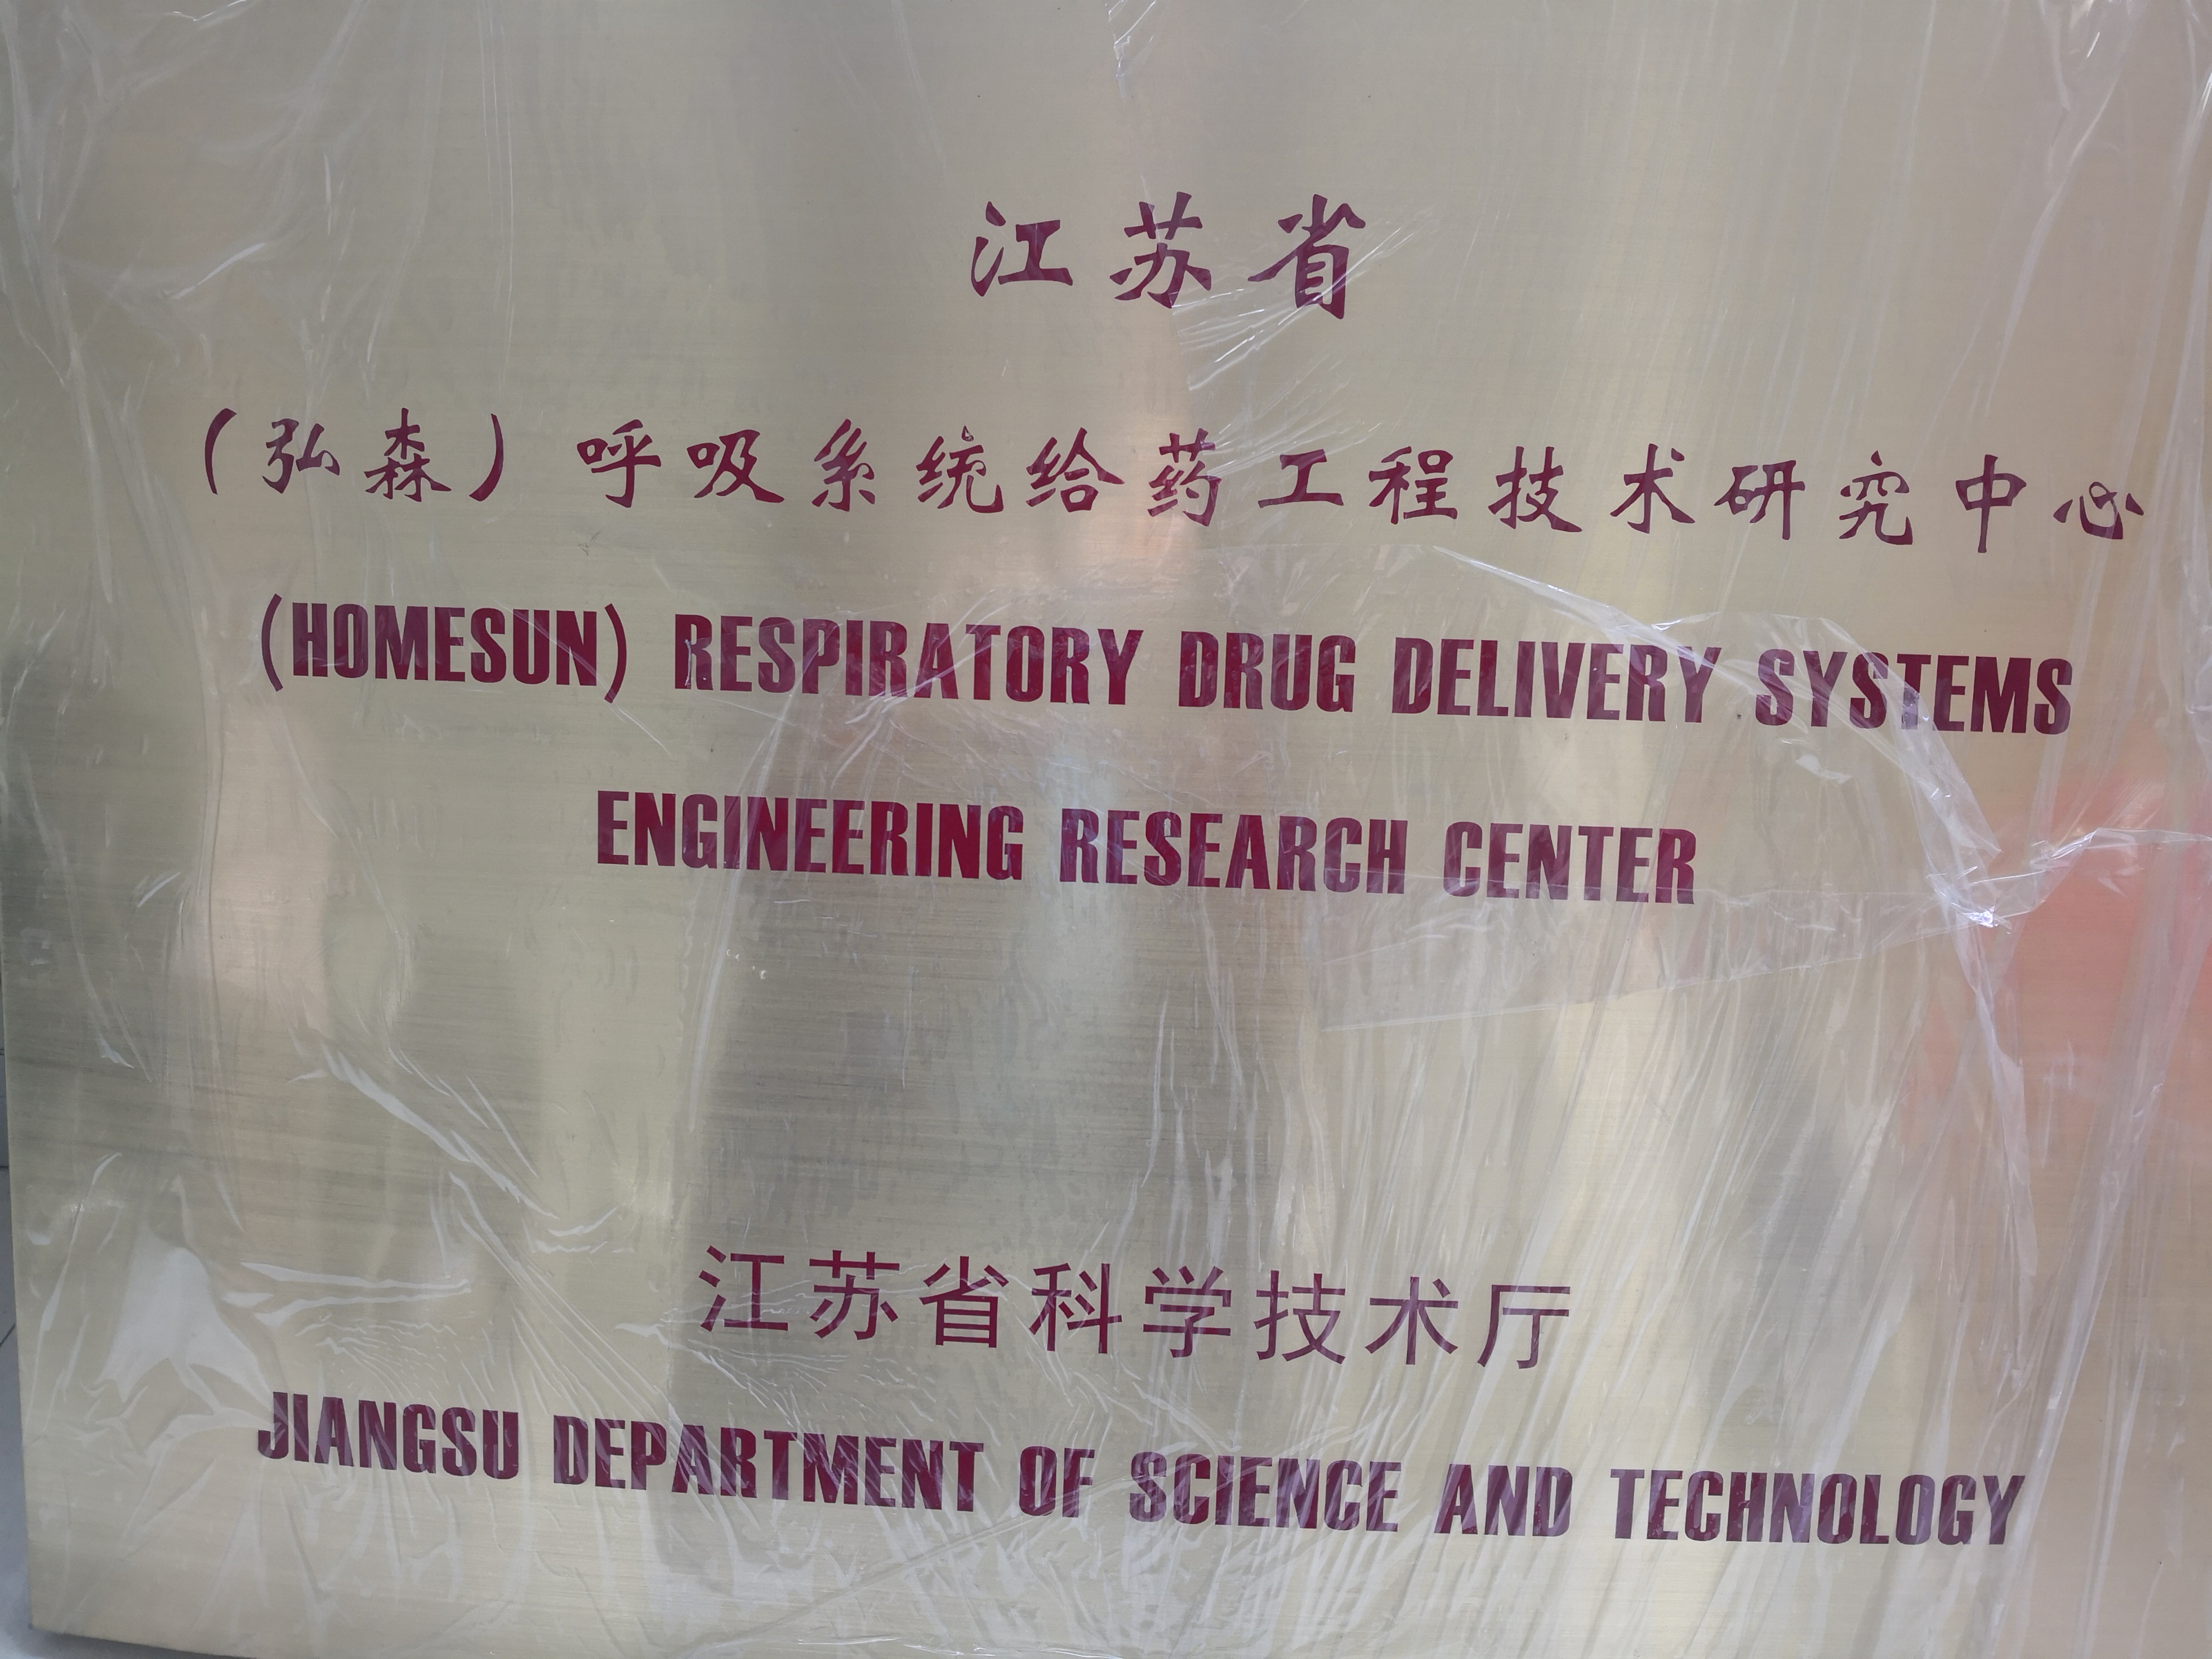 江苏省
（弘森）呼吸系统给药工程技术研究中心
(HOMESUN) RESPIRATORY DRUG DELIVERY SYSTEMS
ENGINEERING RESEARCH CENTER
江苏省科学技术厅
JIANGSU DEPARTMENT OF SCIENCE AND TECHNOLOGY